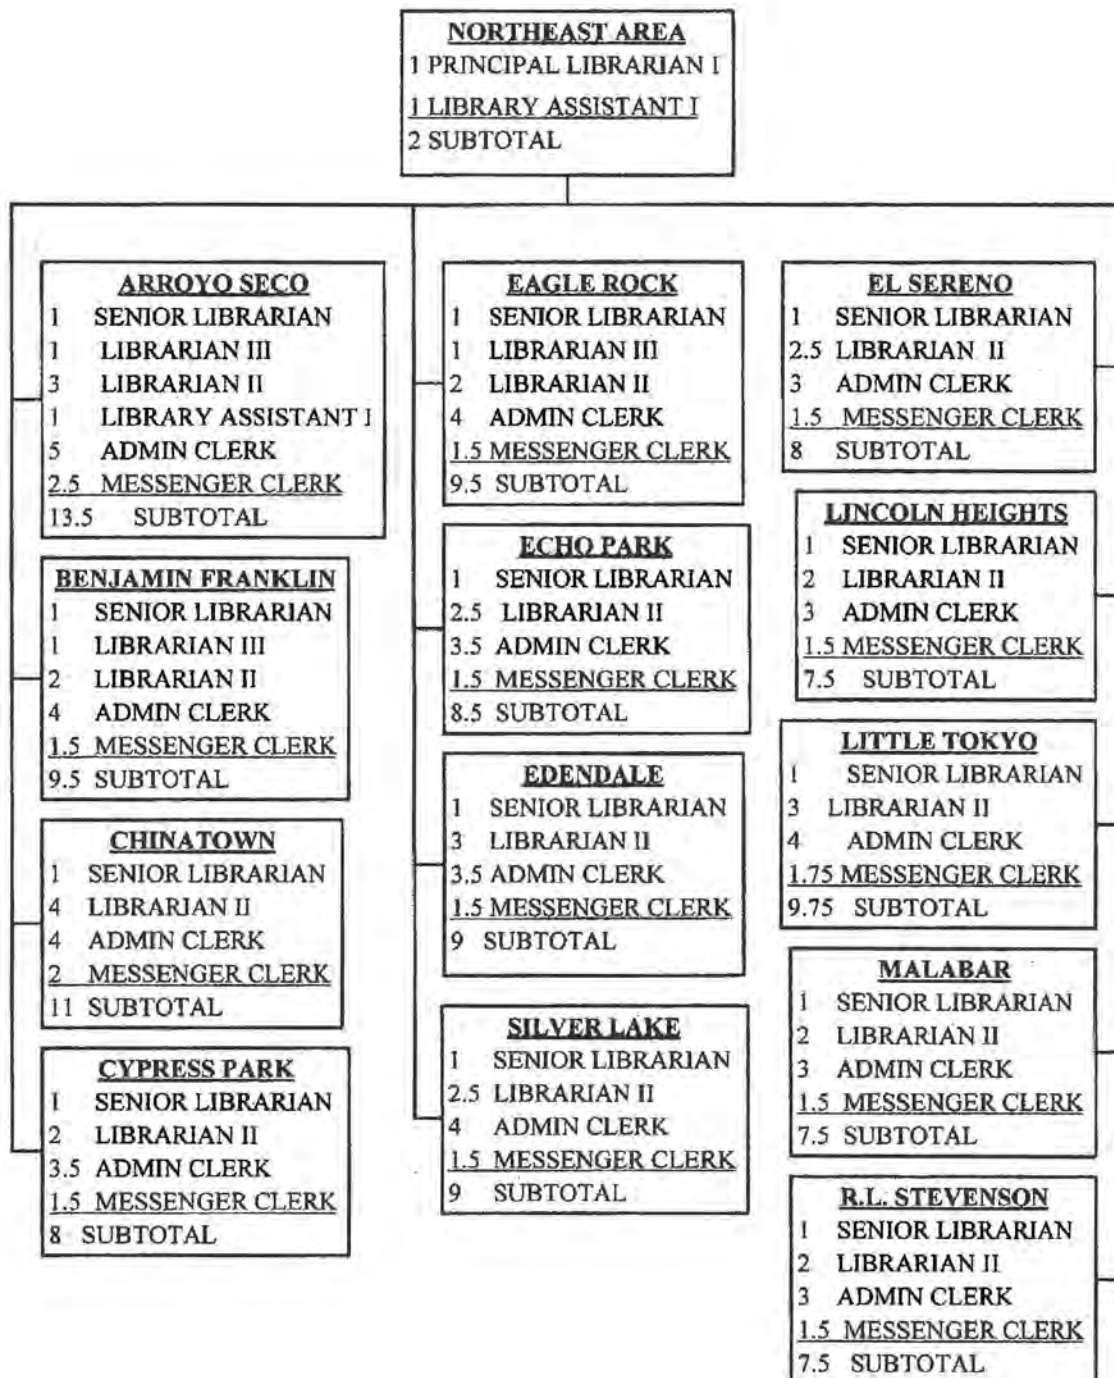 NORTHEAST AREA
1 PRINCIPAL LIBRARIAN I
1 LIBRARY ASSISTANT I
2 SUBTOTAL
ARROYO SECO
1 SENIOR LIBRARIAN
1 LIBRARIAN III
3 LIBRARIAN II
1 LIBRARY ASSISTANT I
5 ADMIN CLERK
2.5 MESSENGER CLERK
13.5 SUBTOTAL
BENJAMIN FRANKLIN
1 SENIOR LIBRARIAN
1 LIBRARIAN III
2 LIBRARIAN II
4 ADMIN CLERK
1.5 MESSENGER CLERK
9.5 SUBTOTAL
CHINATOWN
1 SENIOR LIBRARIAN
4 LIBRARIAN II
4 ADMIN CLERK
2 MESSENGER CLERK
11 SUBTOTAL
CYPRESS PARK
1 SENIOR LIBRARIAN
2 LIBRARIAN II
3.5 ADMIN CLERK
1.5 MESSENGER CLERK
8 SUBTOTAL
EAGLE ROCK
1 SENIOR LIBRARIAN
1 LIBRARIAN III
2 LIBRARIAN II
4 ADMIN CLERK
1.5 MESSENGER CLERK
9.5 SUBTOTAL
ECHO PARK
1 SENIOR LIBRARIAN
2.5 LIBRARIAN II
3.5 ADMIN CLERK
1.5 MESSENGER CLERK
8.5 SUBTOTAL
EDENDALE
1 SENIOR LIBRARIAN
3 LIBRARIAN II
3.5 ADMIN CLERK
1.5 MESSENGER CLERK
9 SUBTOTAL
SILVER LAKE
1 SENIOR LIBRARIAN
2.5 LIBRARIAN II
4 ADMIN CLERK
1.5 MESSENGER CLERK
9 SUBTOTAL
EL SERENO
1 SENIOR LIBRARIAN
2.5 LIBRARIAN II
3 ADMIN CLERK
1.5 MESSENGER CLERK
8 SUBTOTAL
LINCOLN HEIGHTS
1 SENIOR LIBRARIAN
2 LIBRARIAN II
3 ADMIN CLERK
1.5 MESSENGER CLERK
7.5 SUBTOTAL
LITTLE TOKYO
1 SENIOR LIBRARIAN
3 LIBRARIAN II
4 ADMIN CLERK
1.75 MESSENGER CLERK
9.75 SUBTOTAL
MALABAR
1 SENIOR LIBRARIAN
2 LIBRARIAN II
3 ADMIN CLERK
1.5 MESSENGER CLERK
7.5 SUBTOTAL
R.L. STEVENSON
1 SENIOR LIBRARIAN
2 LIBRARIAN II
3 ADMIN CLERK
1.5 MESSENGER CLERK
7.5 SUBTOTAL